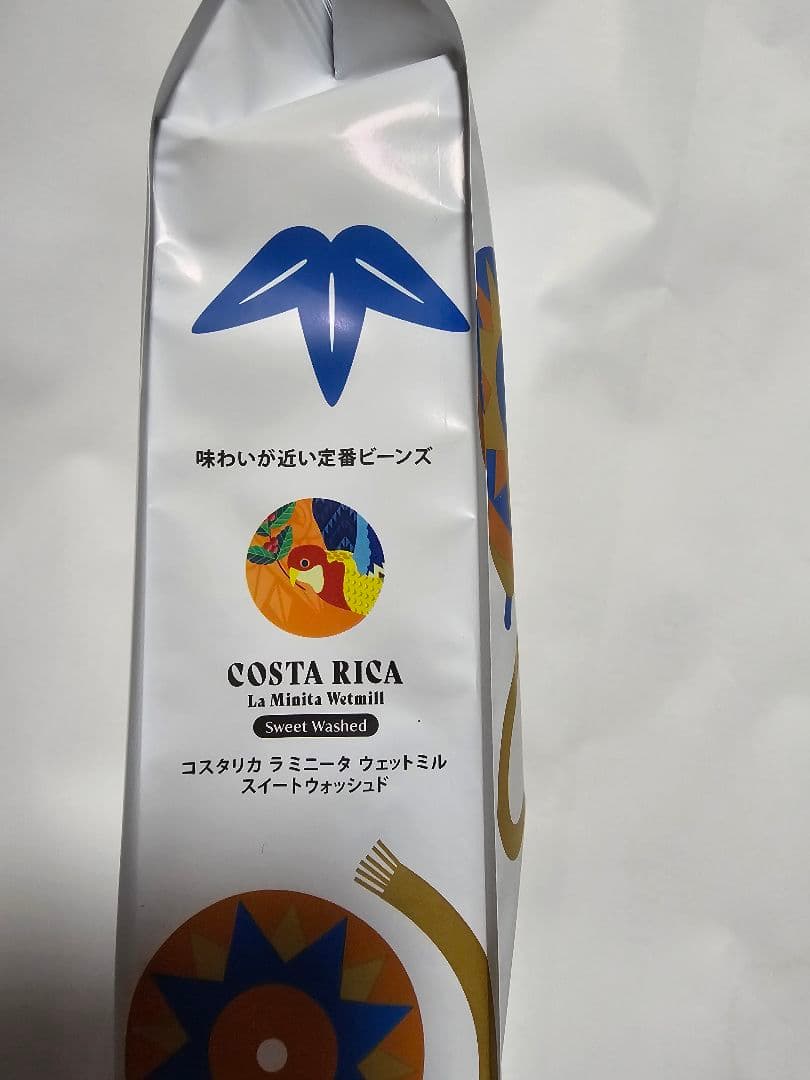 味わいが近い定番ビーンズ
COSTA RICA
La Minita Wetmill
Sweet Washed
コスタリカ ラ ミニータ ウェットミル
スイートウォッシュド